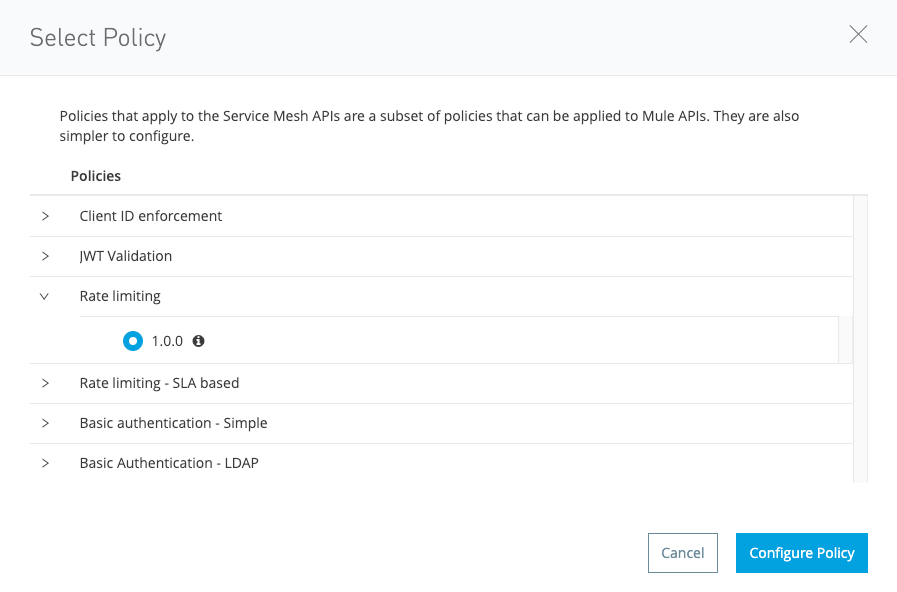 Select Policy
Policies that apply to the Service Mesh APIs are a subset of policies that can be applied to Mule APIs. They are also
simpler to configure.
Policies
Client ID enforcement
JWT Validation
Rate limiting
1.0.0
Rate limiting - SLA based
Basic authentication - Simple
Basic Authentication - LDAP
Cancel
Configure Policy